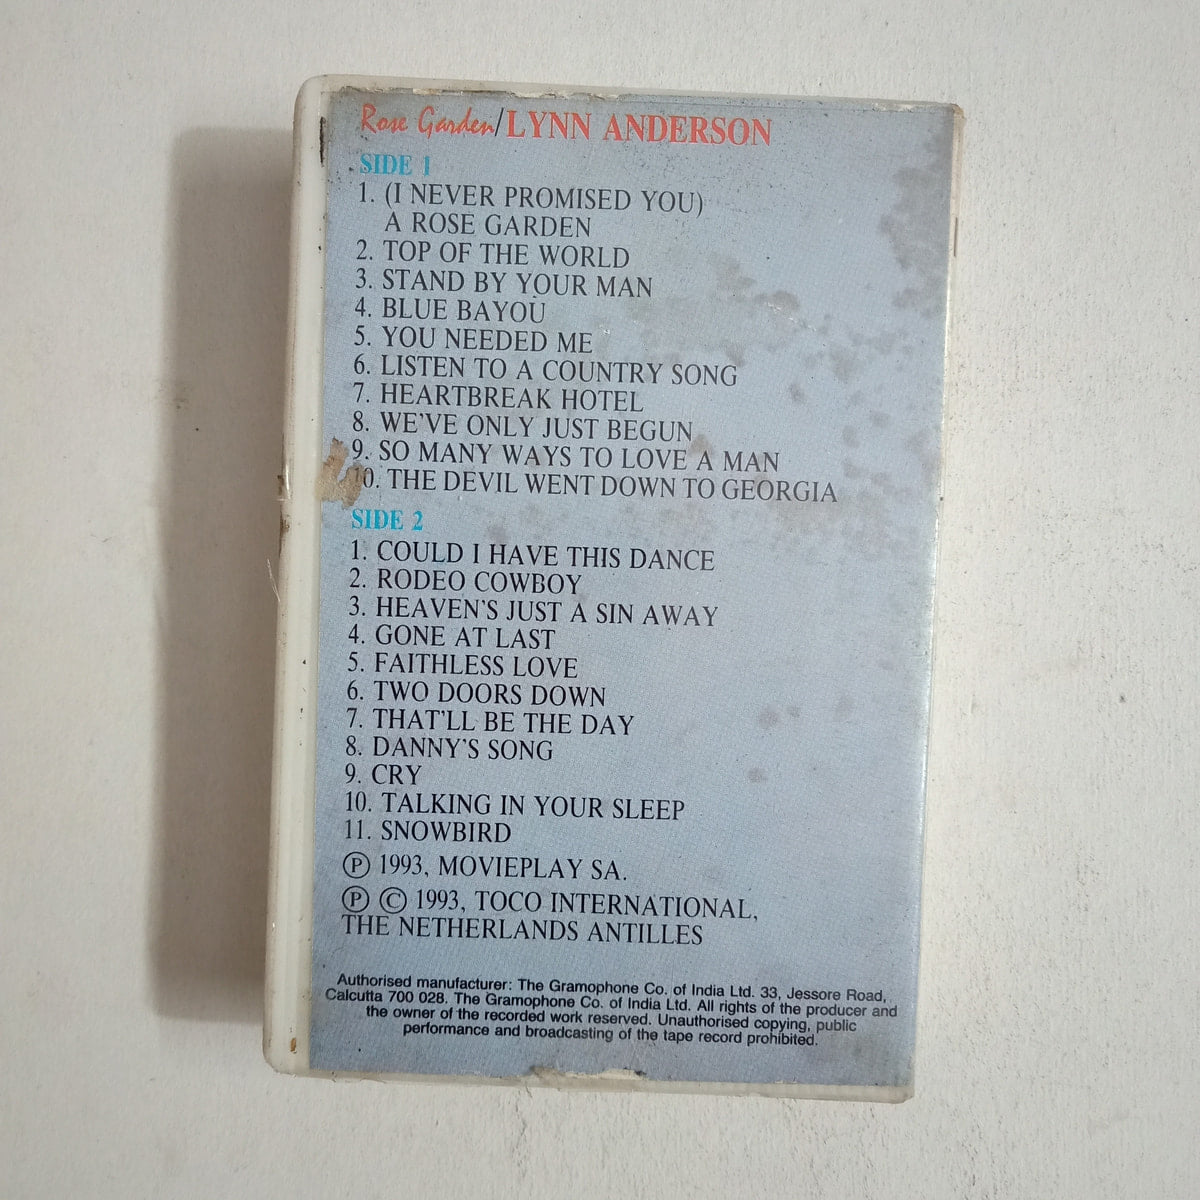 Rose Garden/LYNN ANDERSON
SIDE 1
1. (I NEVER PROMISED YOU)
A ROSE GARDEN
2. TOP OF THE WORLD
3. STAND BY YOUR MAN
4. BLUE BAYOU
5. YOU NEEDED ME
6. LISTEN TO A COUNTRY SONG
7. HEARTBREAK HOTEL
8. WE'VE ONLY JUST BEGUN
9. SO MANY WAYS TO LOVE A MAN
10. THE DEVIL WENT DOWN TO GEORGIA
SIDE 2
1. COULD I HAVE THIS DANCE
2. RODEO COWBOY
3. HEAVEN'S JUST A SIN AWAY
4. GONE AT LAST
5. FAITHLESS LOVE
6. TWO DOORS DOWN
7. THAT'LL BE THE DAY
8. DANNY'S SONG
9. CRY
10. TALKING IN YOUR SLEEP
11. SNOWBIRD
Ⓟ 1993, MOVIEPLAY SA.
Ⓟ © 1993, TOCO INTERNATIONAL,
THE NETHERLANDS ANTILLES
Authorised manufacturer: The Gramophone Co. of India Ltd. 33, Jessore Road,
Calcutta 700 028. The Gramophone Co. of India Ltd. All rights of the producer and
the owner of the recorded work reserved. Unauthorised copying, public
performance and broadcasting of the tape record prohibited.